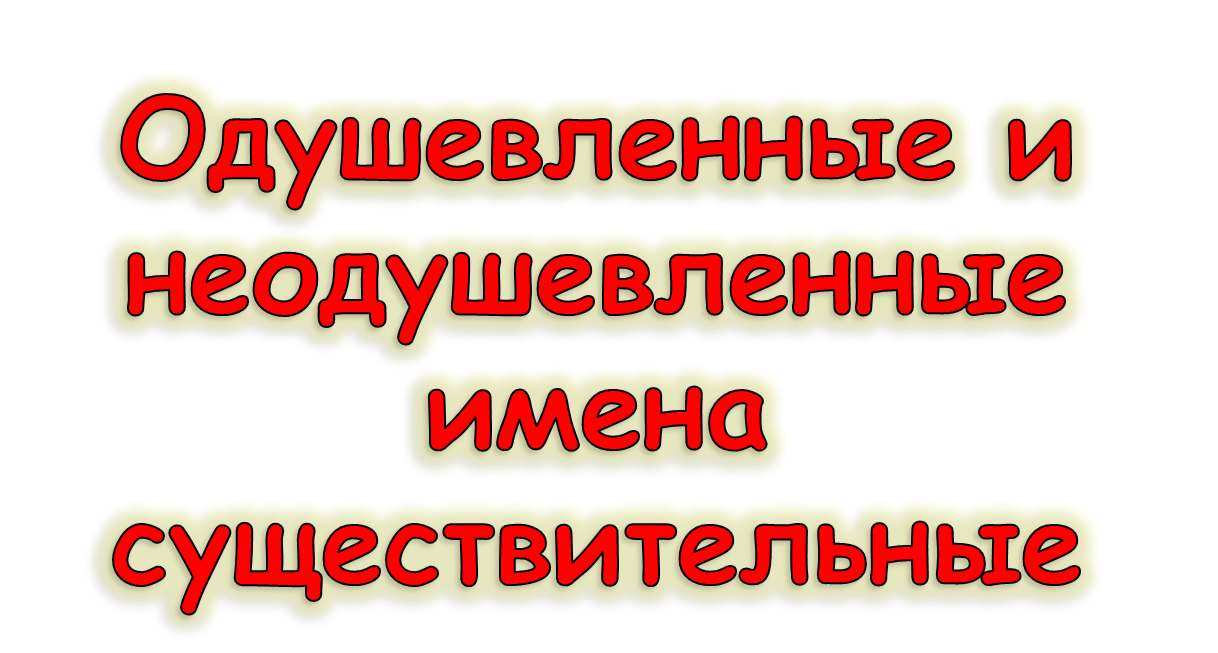 Одушевленные и
неодушевленные
имена
существительные